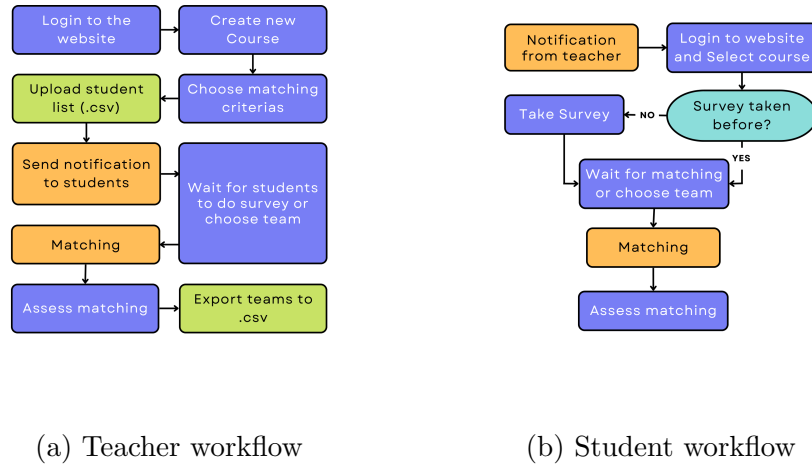 Login to the
website
Create new
Course
Choose matching
criterias
Upload student
list (.csv)
Send notification
to students
Wait for students
to do survey or
choose team
Matching
Assess matching
Export teams to
.csv
(a) Teacher workflow
Notification
from teacher
Login to website
and Select course
Survey taken
before?
NO
Take Survey
YES
Wait for matching
or choose team
Matching
Assess matching
(b) Student workflow